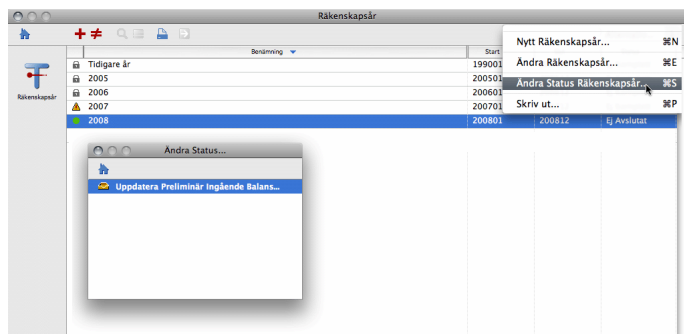 Räkenskapsår
Nytt Räkenskapsår... ⌘N
Ändra Räkenskapsår... ⌘E
Ändra Status Räkenskapsår... ⌘S
Skriv ut... ⌘P
Räkenskapsår
Benämning Start
Tidigare år 199001
2005 200501
2006 200601
2007 200701
2008 200801 200812 Ej Avslutat
Ändra Status...
Uppdatera Preliminär Ingående Balans...